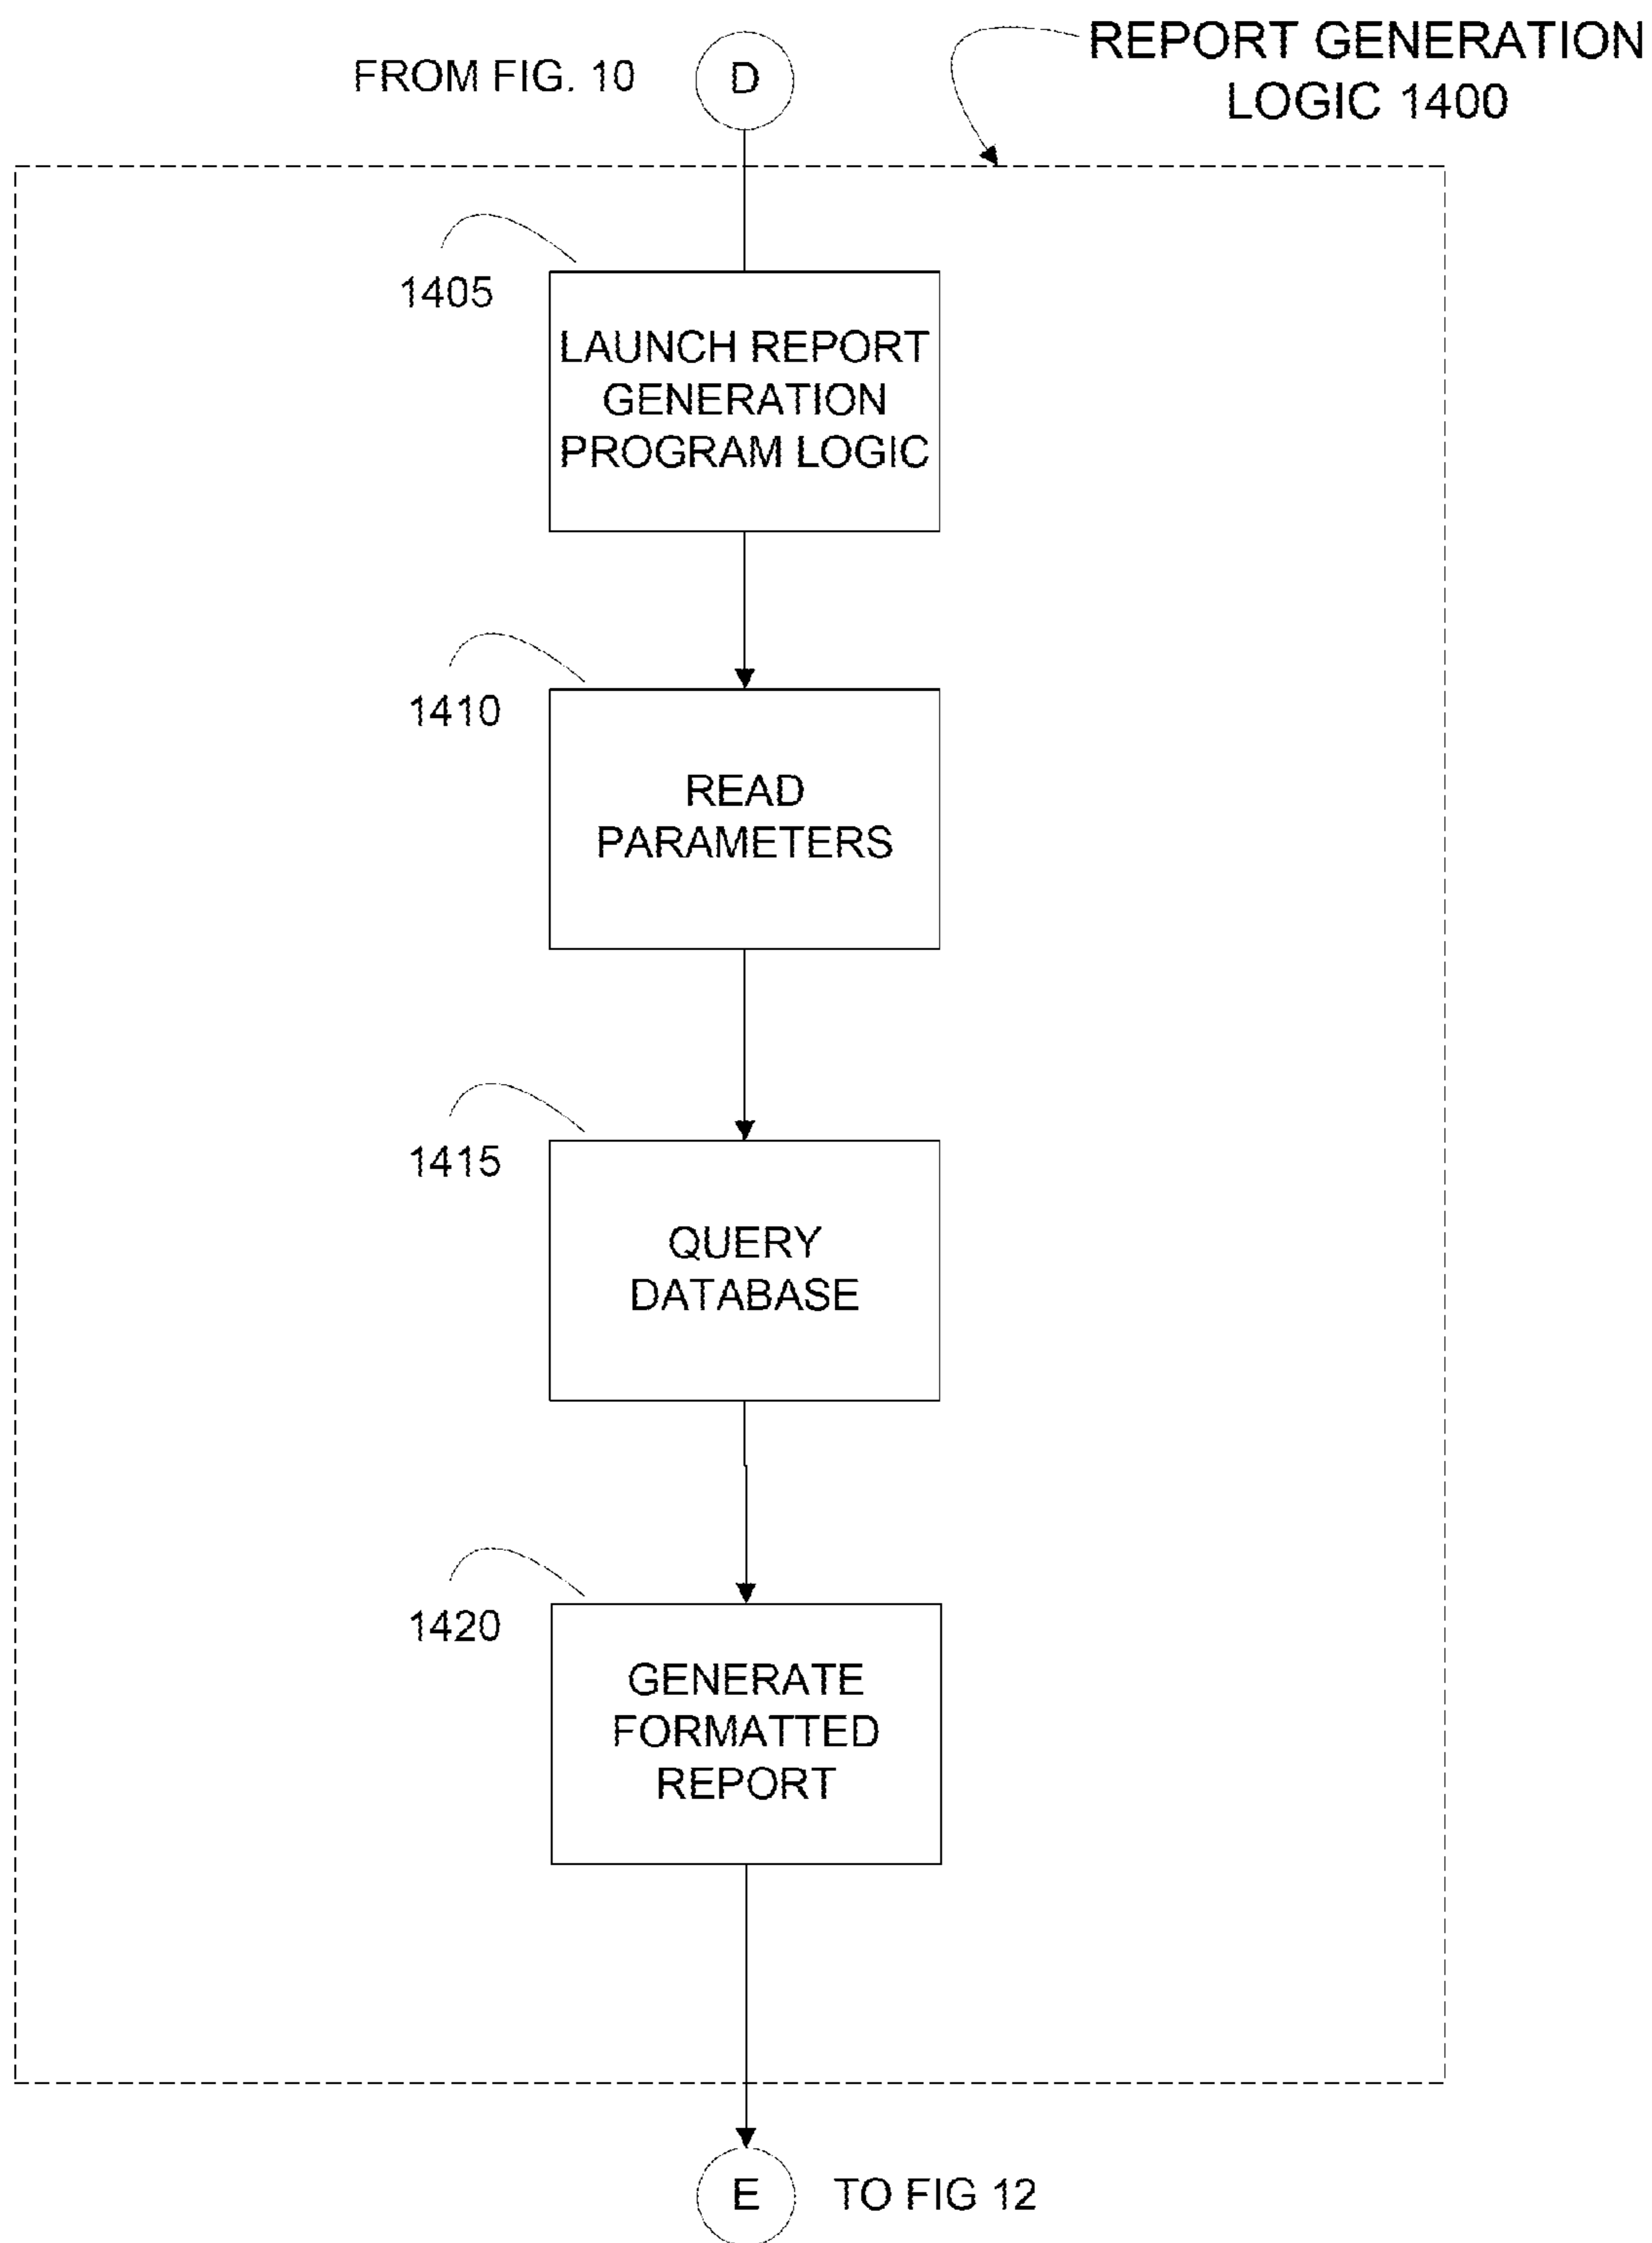 REPORT GENERATION
LOGIC 1400
FROM FIG. 10
D
1405
LAUNCH REPORT
GENERATION
PROGRAM LOGIC
1410
READ
PARAMETERS
1415
QUERY
DATABASE
1420
GENERATE
FORMATTED
REPORT
E
TO FIG 12